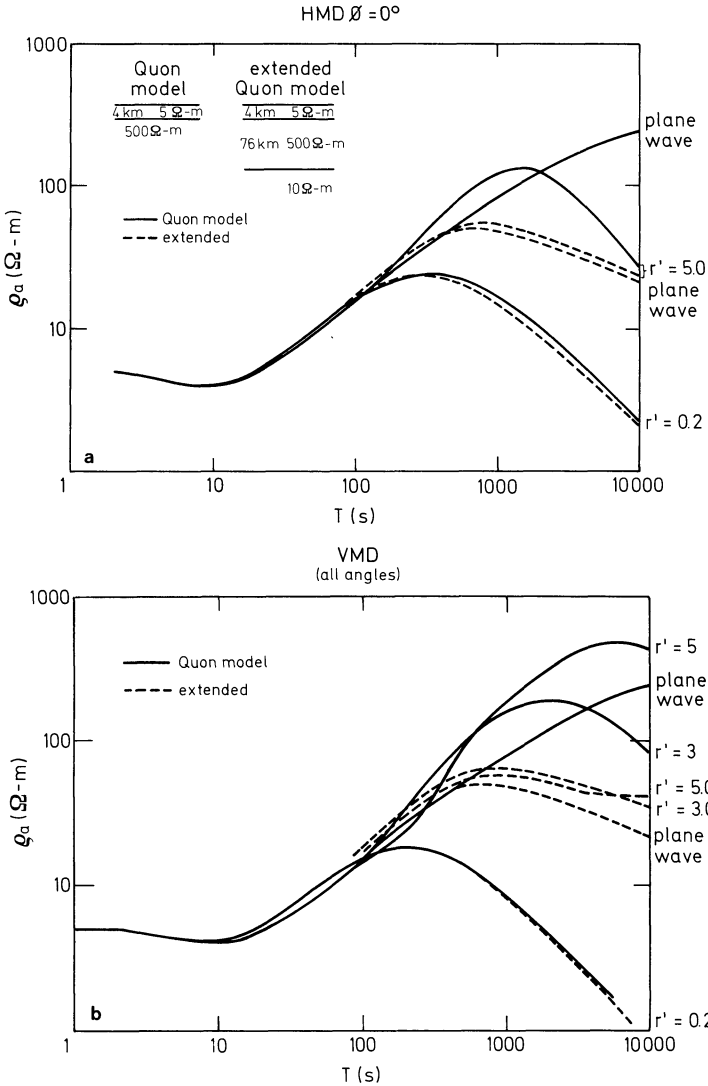 HMD Ø = 0°
1000
100
10
1
10
100
1000
10000
ϱa (Ω-m)
T (s)
Quon
model
4 km 5 Ω-m
500Ω-m
extended
Quon model
4 km 5 Ω-m
76 km 500Ω-m
10Ω-m
Quon model
extended
plane
wave
r' = 5.0
plane
wave
r' = 0.2
a
VMD
(all angles)
1000
100
10
1
10
100
1000
10000
ϱa (Ω-m)
T (s)
Quon model
extended
r' = 5
plane
wave
r' = 3
r' = 5.0
r' = 3.0
plane
wave
r' = 0.2
b